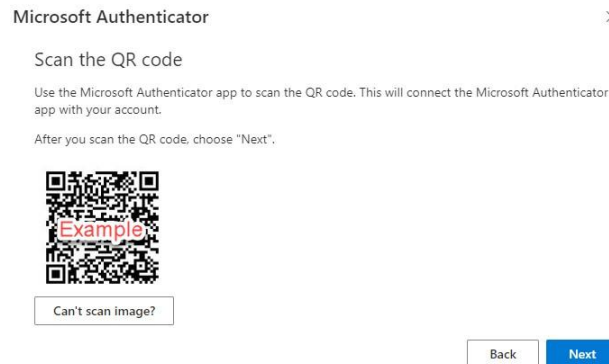 Microsoft Authenticator
Scan the QR code
Use the Microsoft Authenticator app to scan the QR code. This will connect the Microsoft Authenticator
app with your account.
After you scan the QR code, choose "Next".
Example
Can't scan image?
Back Next